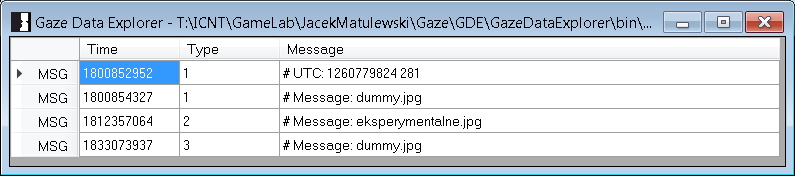 Gaze Data Explorer - T:\ICNT\GameLab\JacekMatulewski\Gaze\GDE\GazeDataExplorer\bin\...
Time Type Message
MSG 1800852952 1 # UTC: 1260779824 281
MSG 1800854327 1 # Message: dummy.jpg
MSG 1812357064 2 # Message: eksperymentalne.jpg
MSG 1833073937 3 # Message: dummy.jpg